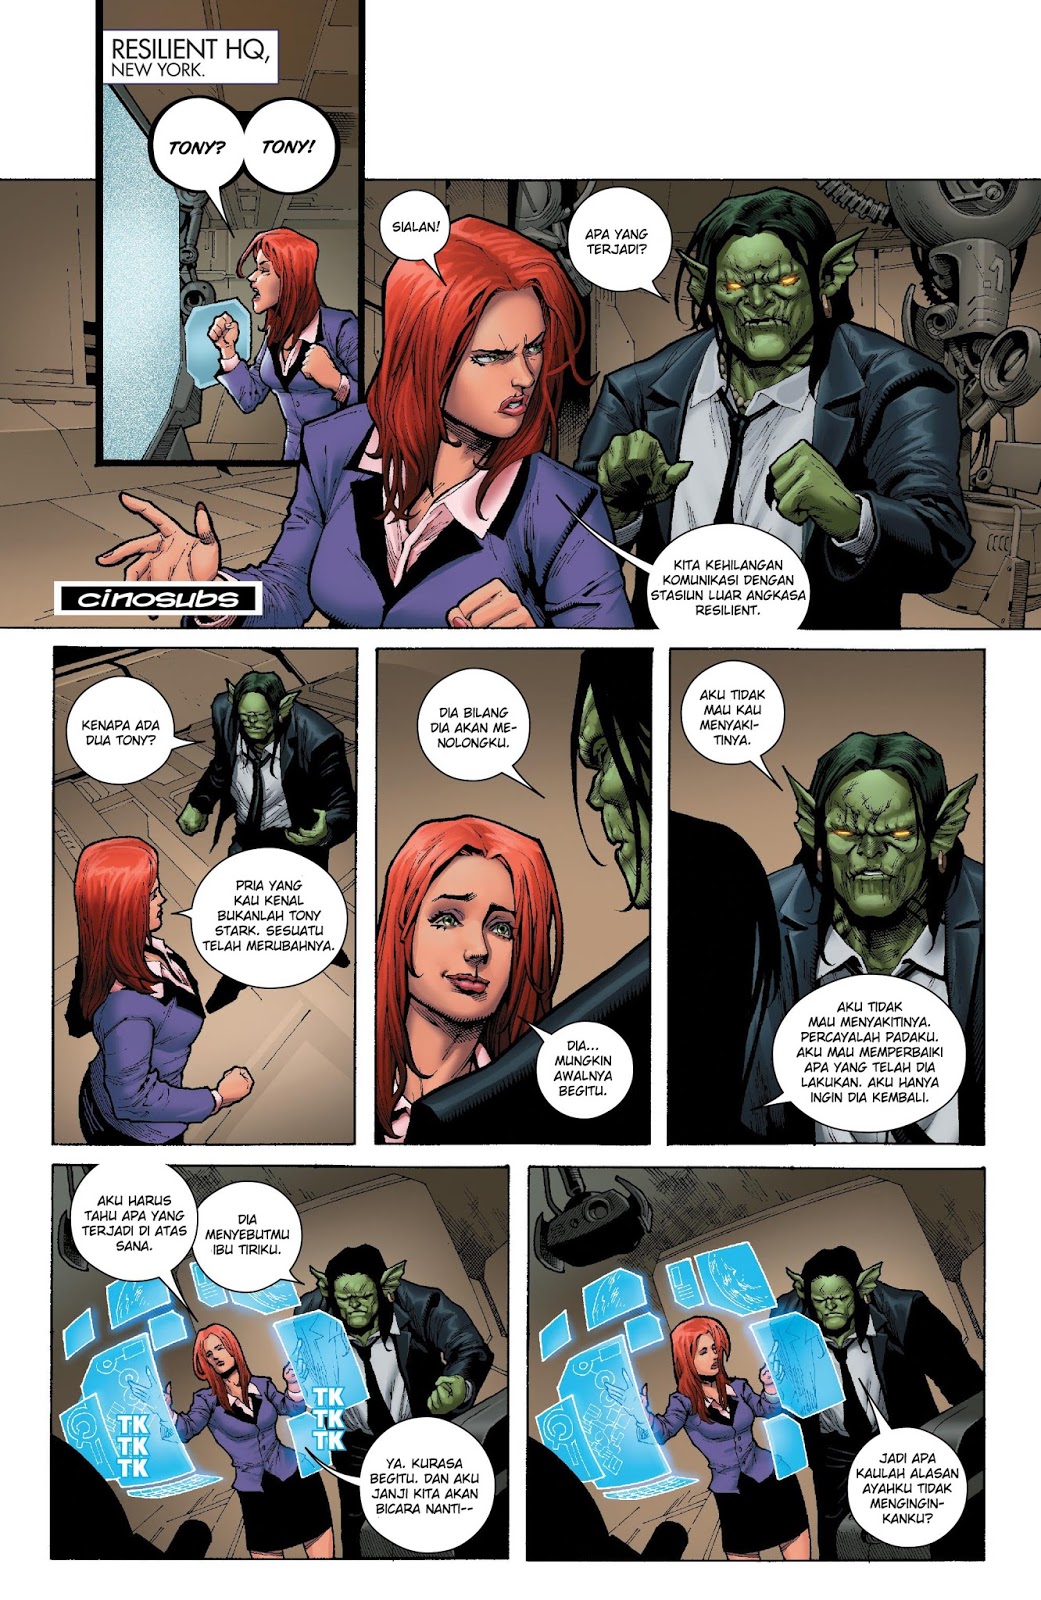 RESILIENT HQ,
NEW YORK.
TONY?
TONY!
SIALAN!
APA YANG
TERJADI?
KITA KEHILANGAN
KOMUNIKASI DENGAN
STASIUN LUAR ANGKASA
RESILIENT.
cinosubs
KENAPA ADA
DUA TONY?
PRIA YANG
KAU KENAL
BUKANLAH TONY
STARK. SESUATU
TELAH MERUBAHNYA.
DIA BILANG
DIA AKAN ME-
NOLONGKU.
DIA...
MUNGKIN
AWALNYA
BEGITU.
AKU TIDAK
MAU KAU
MENYAKI-
TINYA.
AKU TIDAK
MAU MENYAKITINYA.
PERCAYALAH PADAKU.
AKU MAU MEMPERBAIKI
APA YANG TELAH DIA
LAKUKAN. AKU HANYA
INGIN DIA KEMBALI.
AKU HARUS
TAHU APA YANG
TERJADI DI ATAS
SANA.
DIA
MENYEBUTMU
IBU TIRIKU.
TK
TK
TK
TK
TK
TK
YA. KURASA
BEGITU. DAN AKU
JANJI KITA AKAN
BICARA NANTI--
JADI APA
KAULAH ALASAN
AYAHKU TIDAK
MENGINGIN-
KANKU?